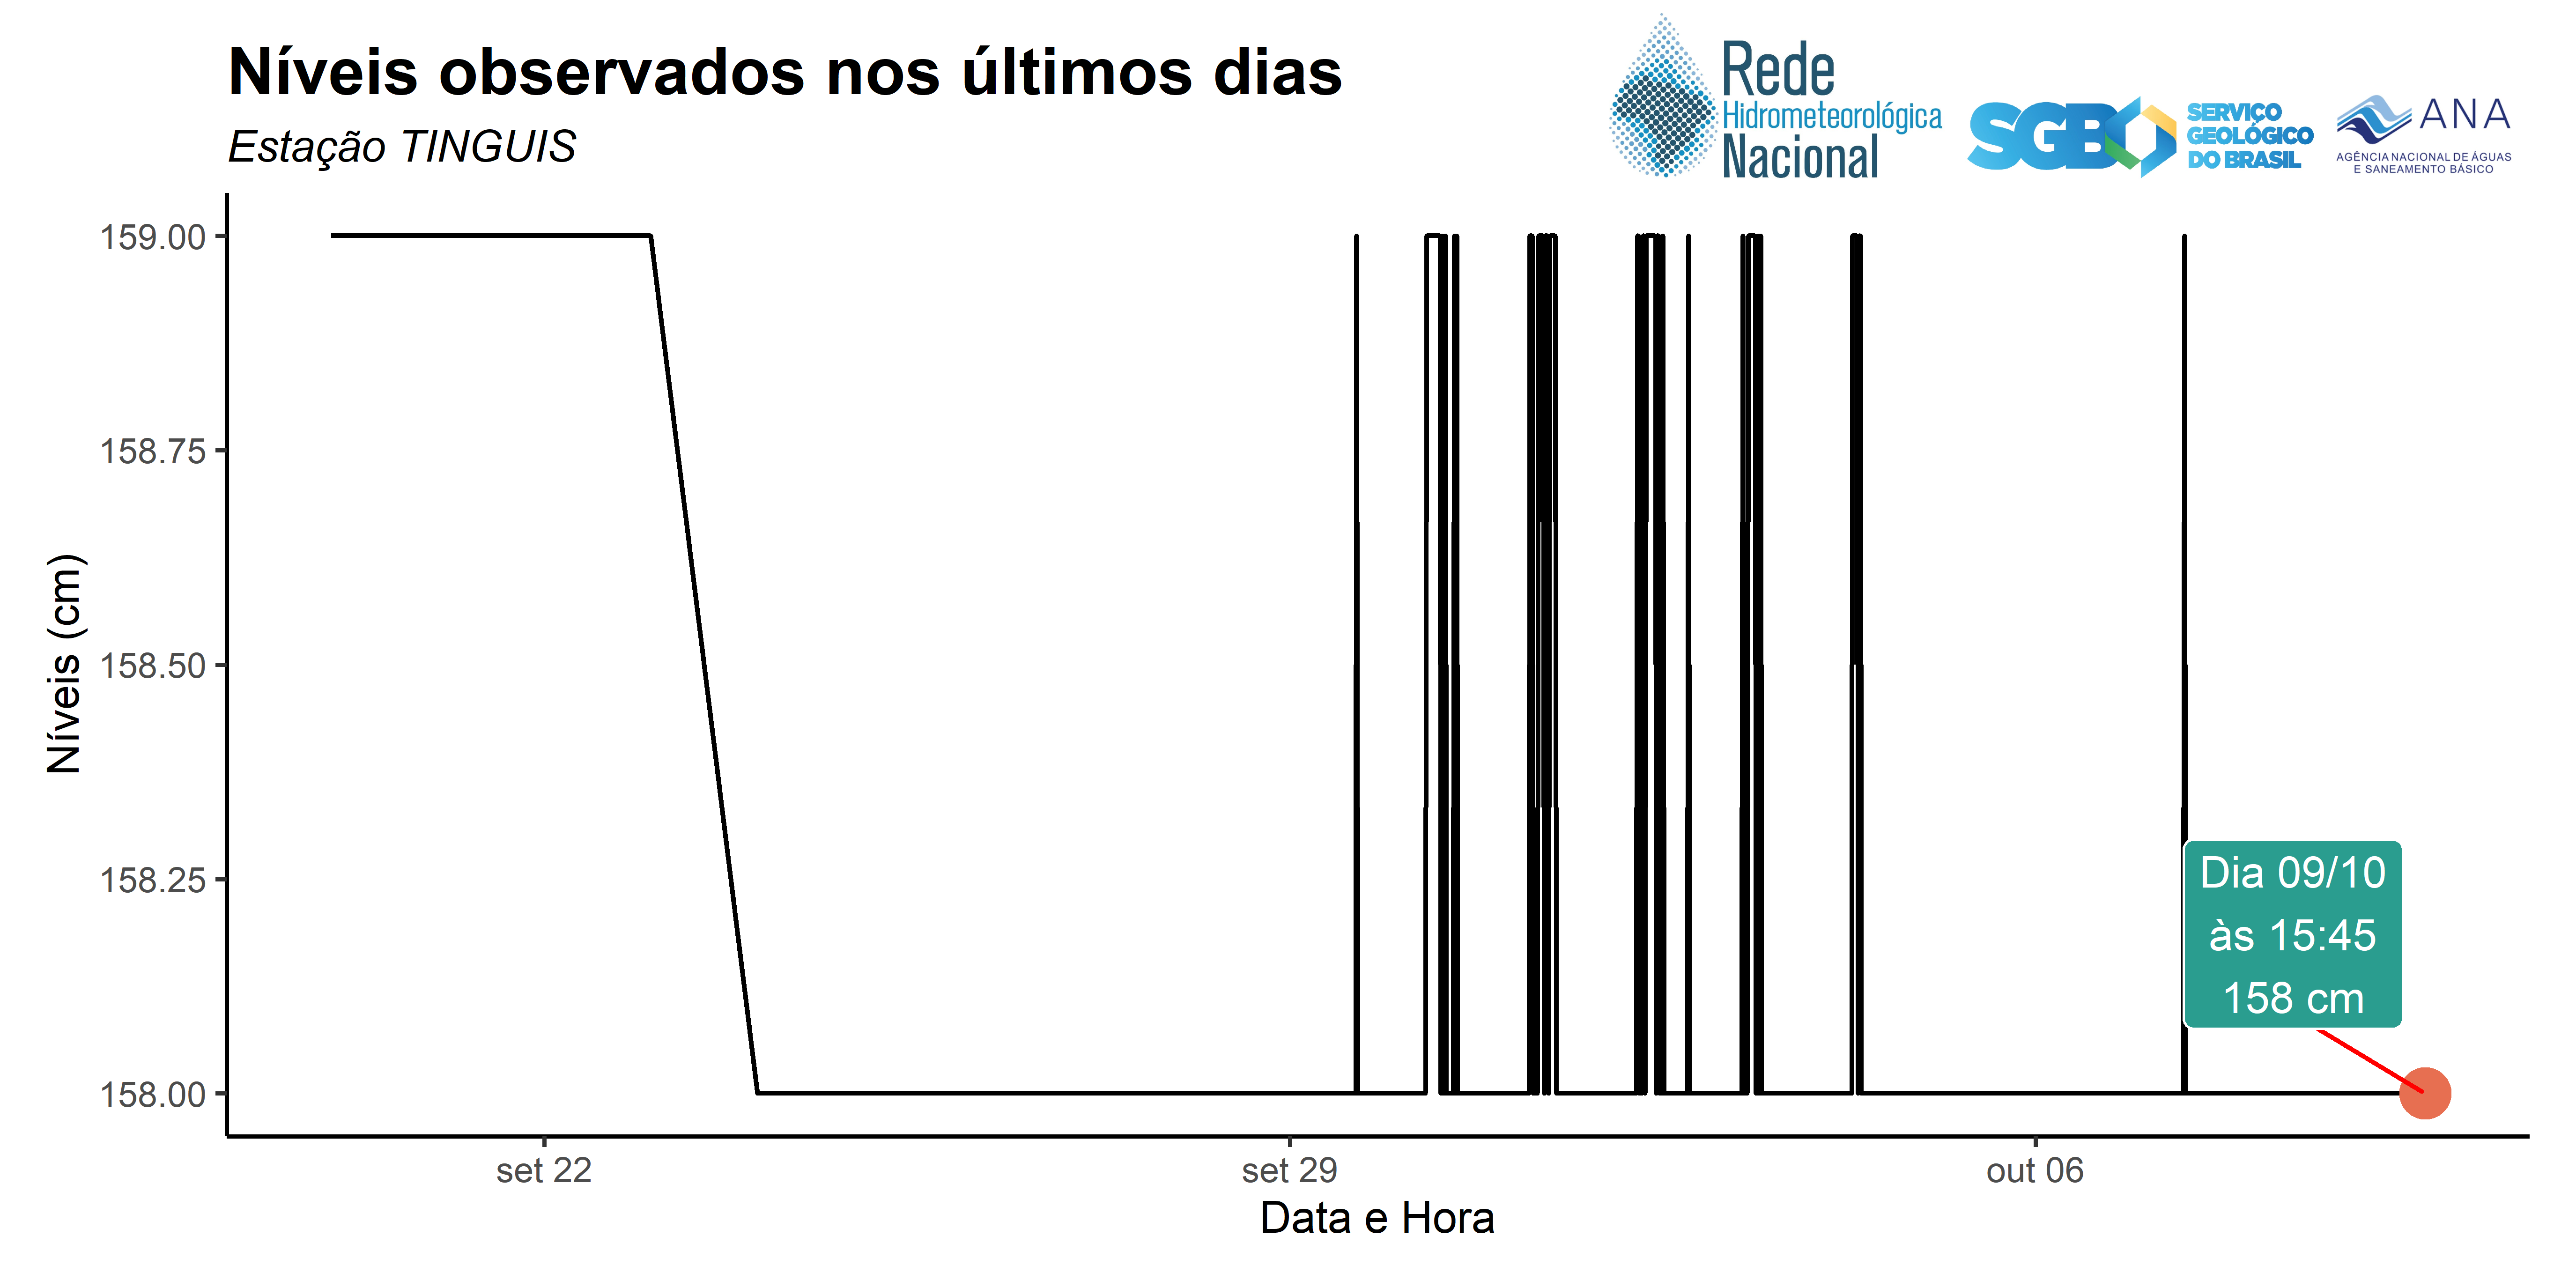 Níveis observados nos últimos dias
Estação TINGUIS
Rede
Hidrometeorológica
Nacional
SGB
SERVIÇO
GEOLÓGICO
DO BRASIL
ANA
AGÊNCIA NACIONAL DE ÁGUAS
E SANEAMENTO BÁSICO
Níveis (cm)
159.00
158.75
158.50
158.25
158.00
Dia 09/10
às 15:45
158 cm
set 22
set 29
out 06
Data e Hora